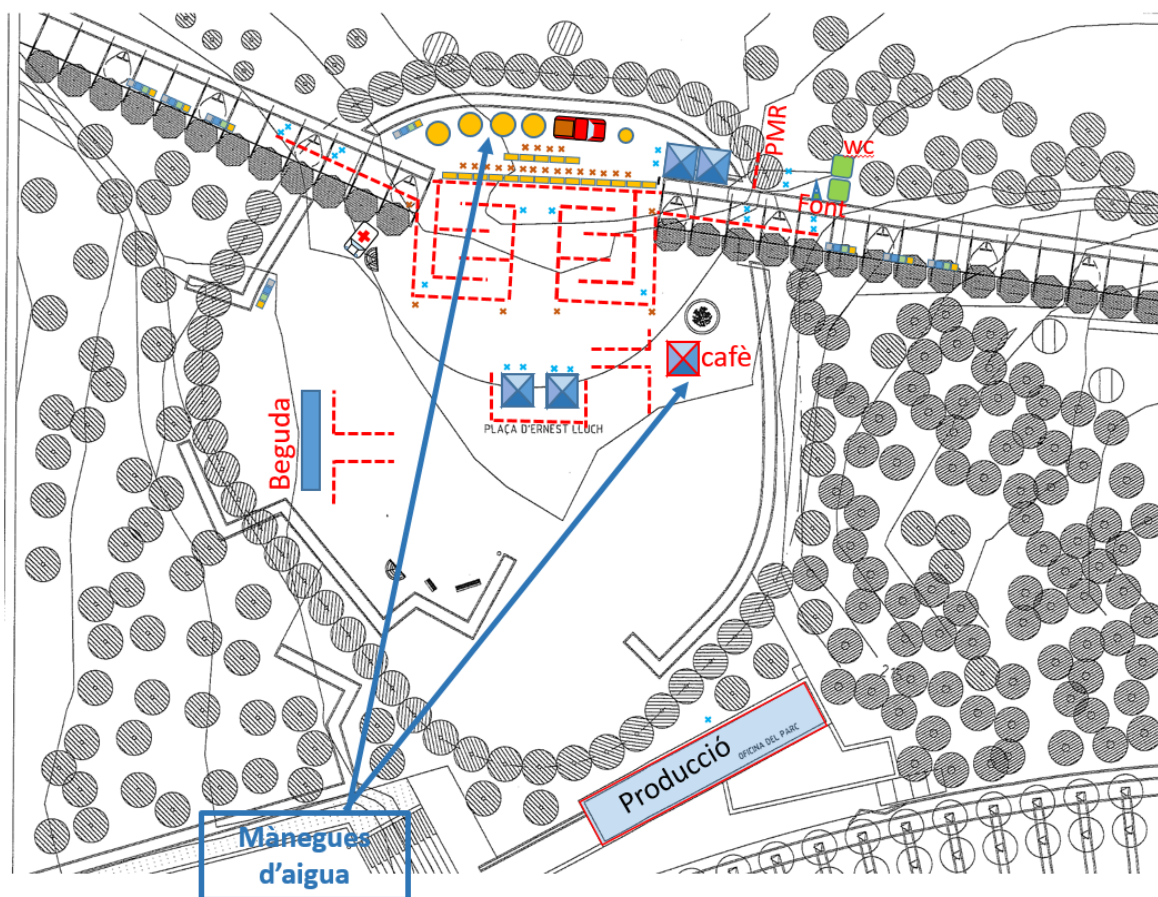 PMR
wc
Font
cafè
PLAÇA D'ERNEST LLUCH
Beguda
Producció
OFICINA DEL PARC
Mànegues
d'aigua